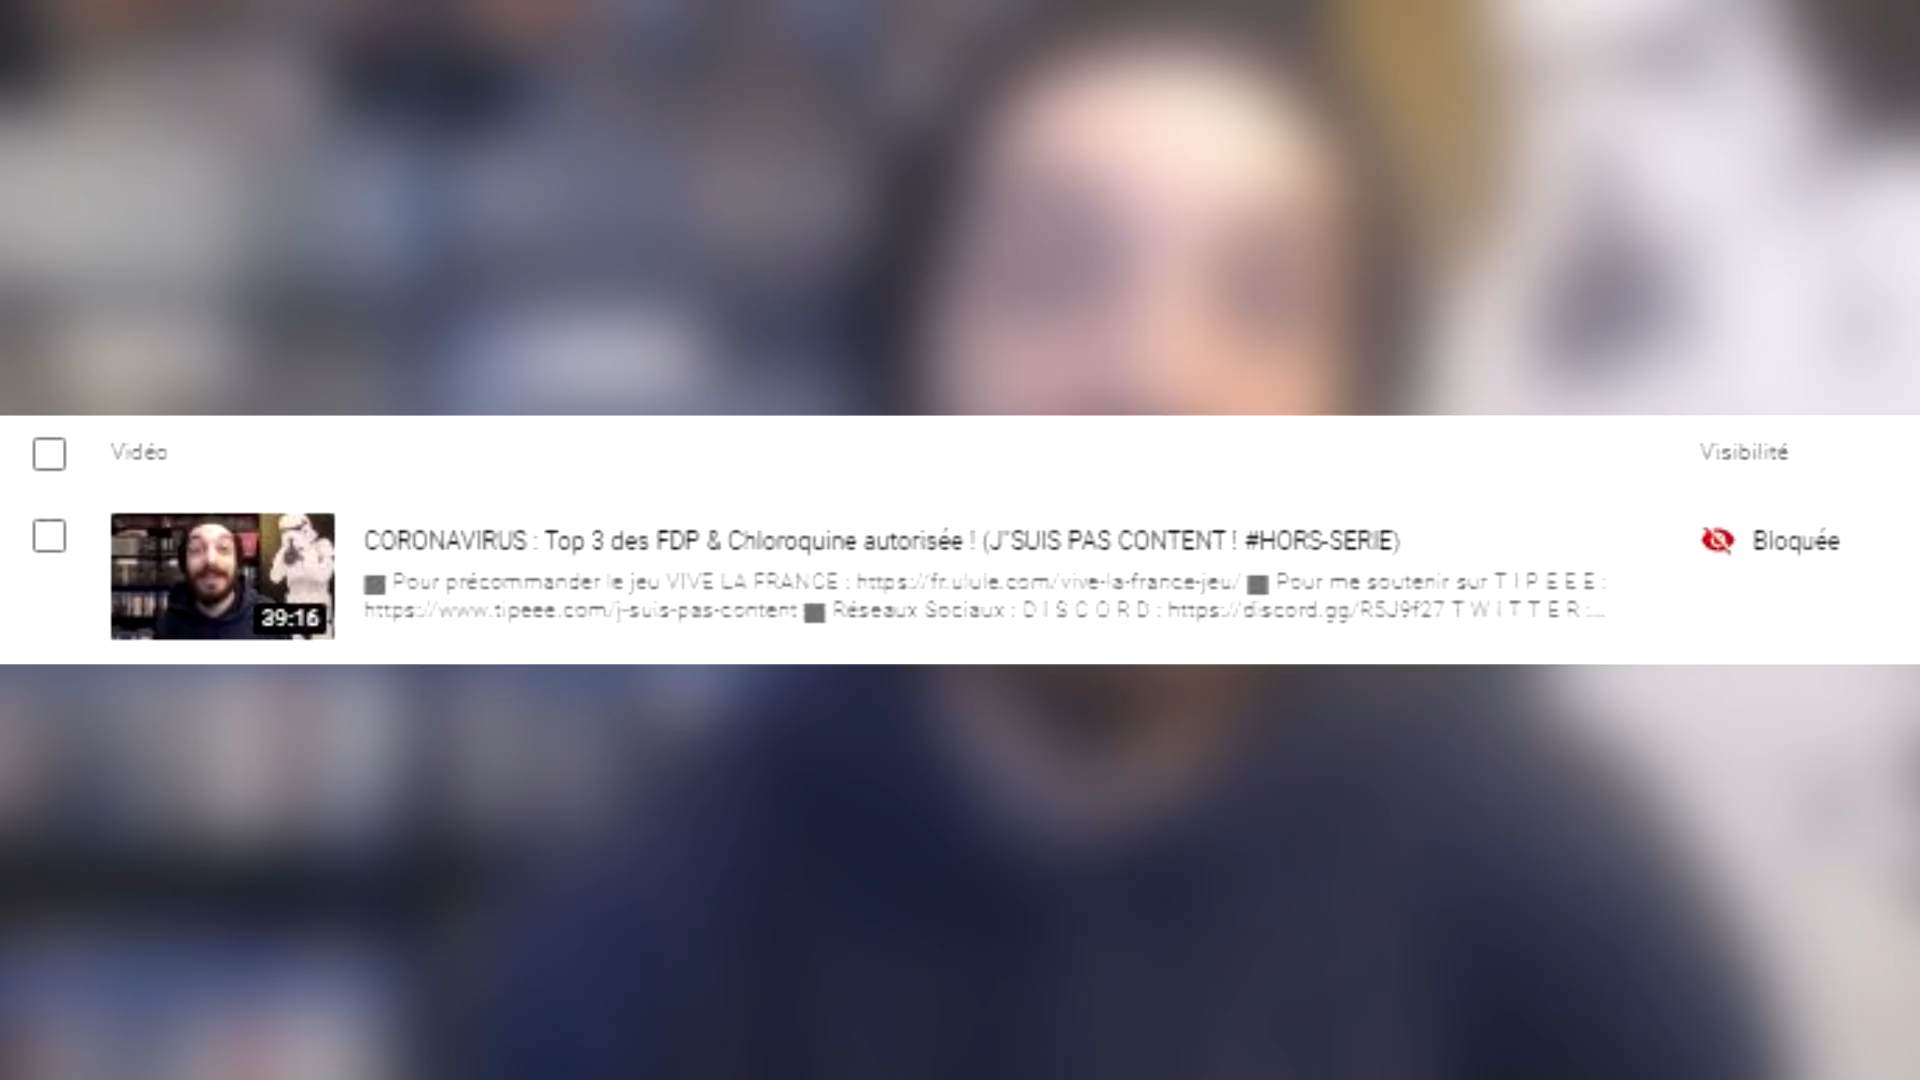 Vidéo
Visibilité
39:16
CORONAVIRUS : Top 3 des FDP & Chloroquine autorisée ! (J"SUIS PAS CONTENT ! #HORS-SERIE)
Bloquée
Pour précommander le jeu VIVE LA FRANCE : https://fr.ulule.com/vive-la-france-jeu/ Pour me soutenir sur T I P E E E :
https://www.tipeee.com/j-suis-pas-content Réseaux Sociaux : D I S C O R D : https://discord.gg/RSJ9f27 T W I T T E R :...